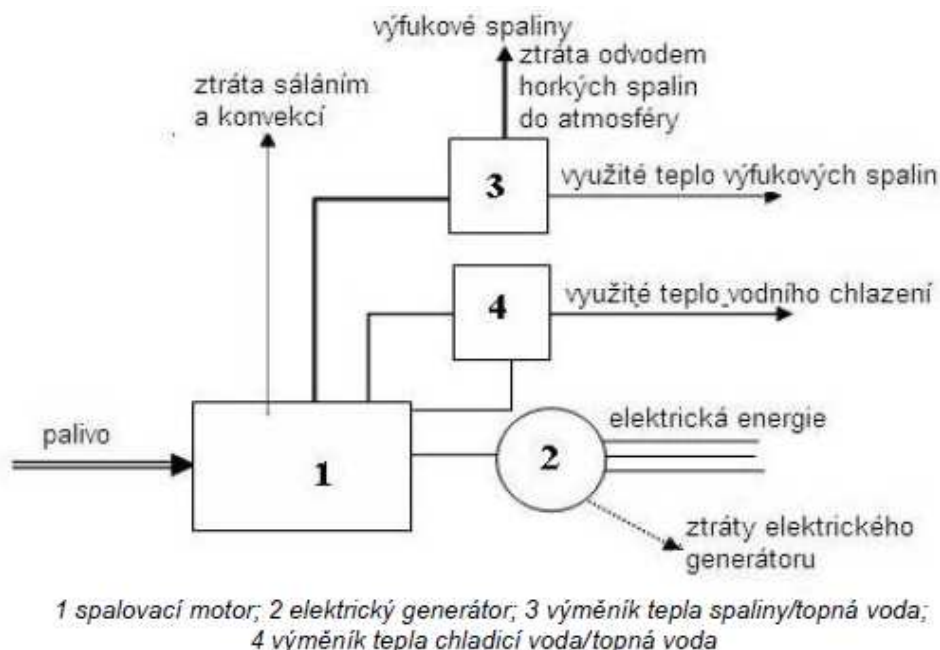 výfukové spaliny
ztráta odvodem
horkých spalin
do atmosféry
ztráta sáláním
a konvekcí
3
využité teplo výfukových spalin
4
využité teplo vodního chlazení
palivo
1
2
elektrická energie
ztráty elektrického
generátoru
1 spalovací motor; 2 elektrický generátor; 3 výměník tepla spaliny/topná voda;
4 výměník tepla chladicí voda/topná voda